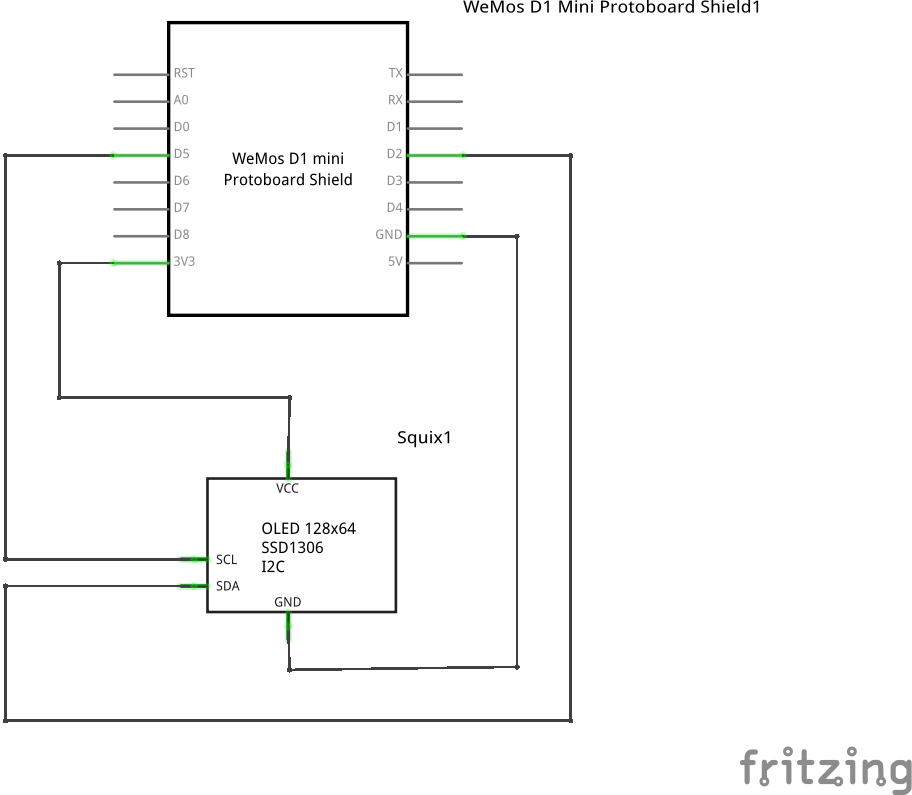 WeMos D1 Mini Protoboard Shield1
RST
A0
D0
D5
D6
D7
D8
3V3
TX
RX
D1
D2
D3
D4
GND
5V
WeMos D1 mini
Protoboard Shield
Squix1
VCC
OLED 128x64
SSD1306
I2C
SCL
SDA
GND
fritzing